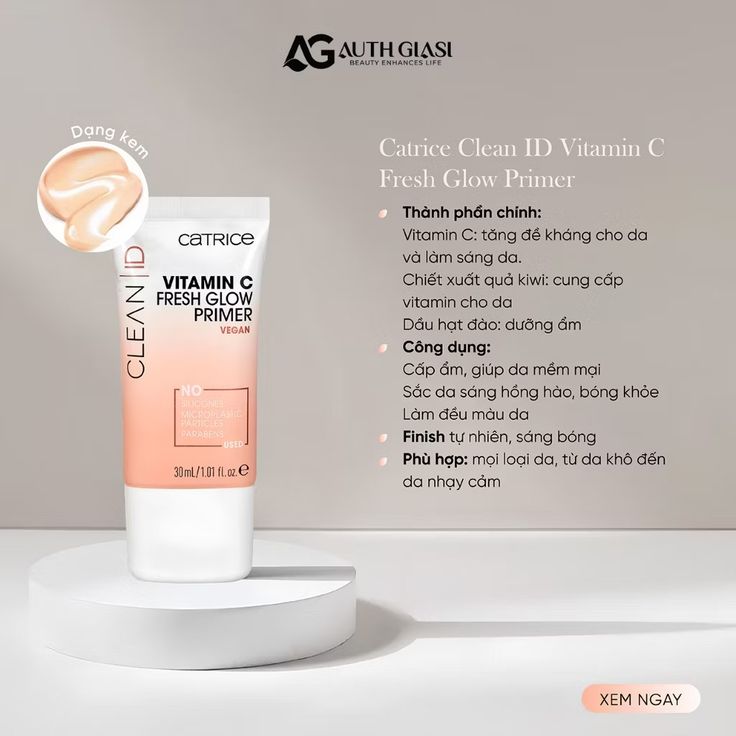 AG AUTH GIASI
BEAUTY ENHANCES LIFE
Dạng kem
Catrice Clean ID Vitamin C
Fresh Glow Primer
Thành phần chính:
Vitamin C: tăng đề kháng cho da
và làm sáng da.
Chiết xuất quả kiwi: cung cấp
vitamin cho da
Dầu hạt đào: dưỡng ẩm
Công dụng:
Cấp ẩm, giúp da mềm mại
Sắc da sáng hồng hào, bóng khỏe
Làm đều màu da
Finish tự nhiên, sáng bóng
Phù hợp: mọi loại da, từ da khô đến
da nhạy cảm
CATRICE
CLEAN|ID
VITAMIN C
FRESH GLOW
PRIMER
VEGAN
NO
SILICONES
MICROPLASTIC
PARTICLES
PARABENS
USED
30mL/1.01 fl.oz.e
XEM NGAY